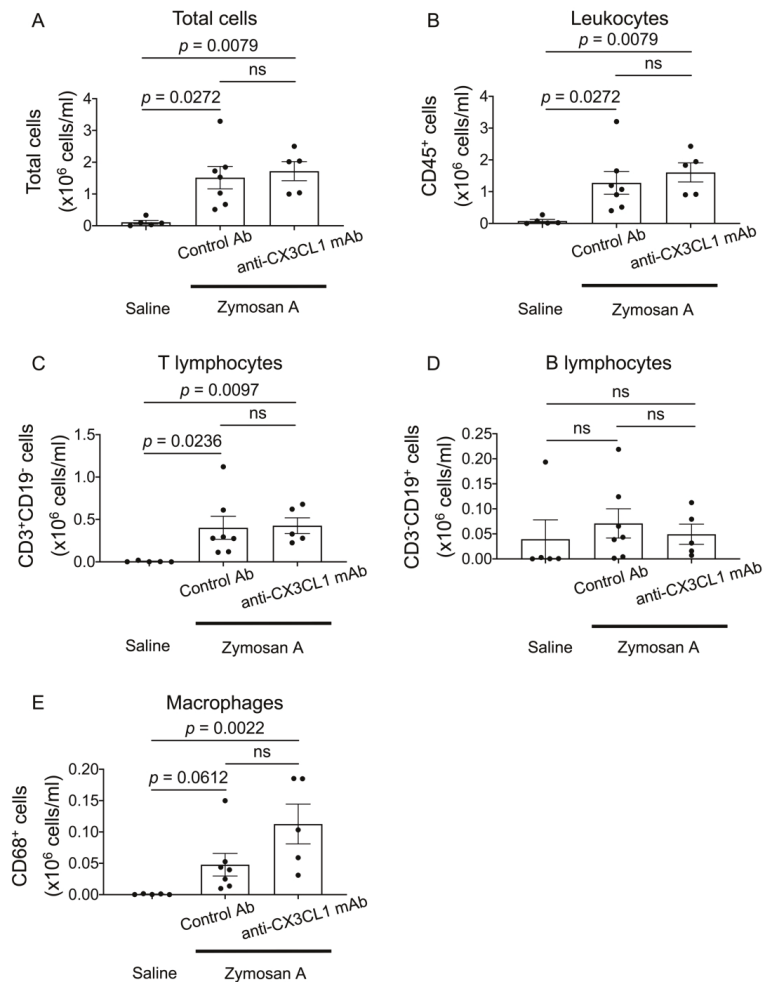 A
Total cells
p = 0.0079
ns
p = 0.0272
Total cells
(x10⁶ cells/ml)
4
3
2
1
0
Control Ab
anti-CX3CL1 mAb
Saline
Zymosan A
B
Leukocytes
p = 0.0079
ns
p = 0.0272
CD45⁺ cells
(x10⁶ cells/ml)
4
3
2
1
0
Control Ab
anti-CX3CL1 mAb
Saline
Zymosan A
C
T lymphocytes
p = 0.0097
ns
p = 0.0236
CD3⁺CD19⁻ cells
(x10⁶ cells/ml)
1.5
1.0
0.5
0.0
Control Ab
anti-CX3CL1 mAb
Saline
Zymosan A
D
B lymphocytes
ns
ns
ns
CD3⁻CD19⁺ cells
(x10⁶ cells/ml)
0.25
0.20
0.15
0.10
0.05
0.00
Control Ab
anti-CX3CL1 mAb
Saline
Zymosan A
E
Macrophages
p = 0.0022
ns
p = 0.0612
CD68⁺ cells
(x10⁶ cells/ml)
0.20
0.15
0.10
0.05
0.00
Control Ab
anti-CX3CL1 mAb
Saline
Zymosan A